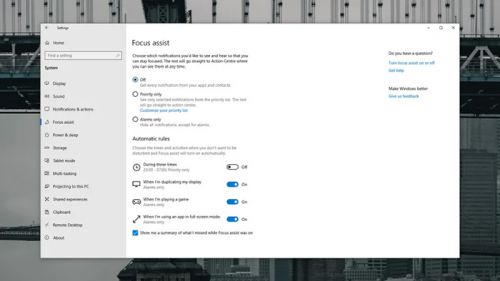 Settings
Home
Find a setting
System
Display
Sound
Notifications & actions
Focus assist
Power & sleep
Storage
Tablet mode
Multi-tasking
Projecting to this PC
Shared experiences
Clipboard
Remote Desktop
About
Focus assist
Choose which notifications you'd like to see and hear so that you
can stay focused. The rest will go straight to Action Centre where
you can see them at any time.
Off
Get every notification from your apps and contacts.
Priority only
See only selected notifications from the priority list. The rest
will go straight to action centre.
Customise your priority list
Alarms only
Hide all notifications, except for alarms.
Automatic rules
Choose the times and activities when you don't want to be
disturbed and Focus assist will turn on automatically.
During these times
Priority only
Off
When I'm duplicating my display
Alarms only
On
When I'm playing a game
Alarms only
On
When I'm using an app in full-screen mode
Alarms only
On
Show me a summary of what I missed while Focus assist was on
Do you have a question?
Turn focus assist on or off
Get help
Make Windows better
Give us feedback